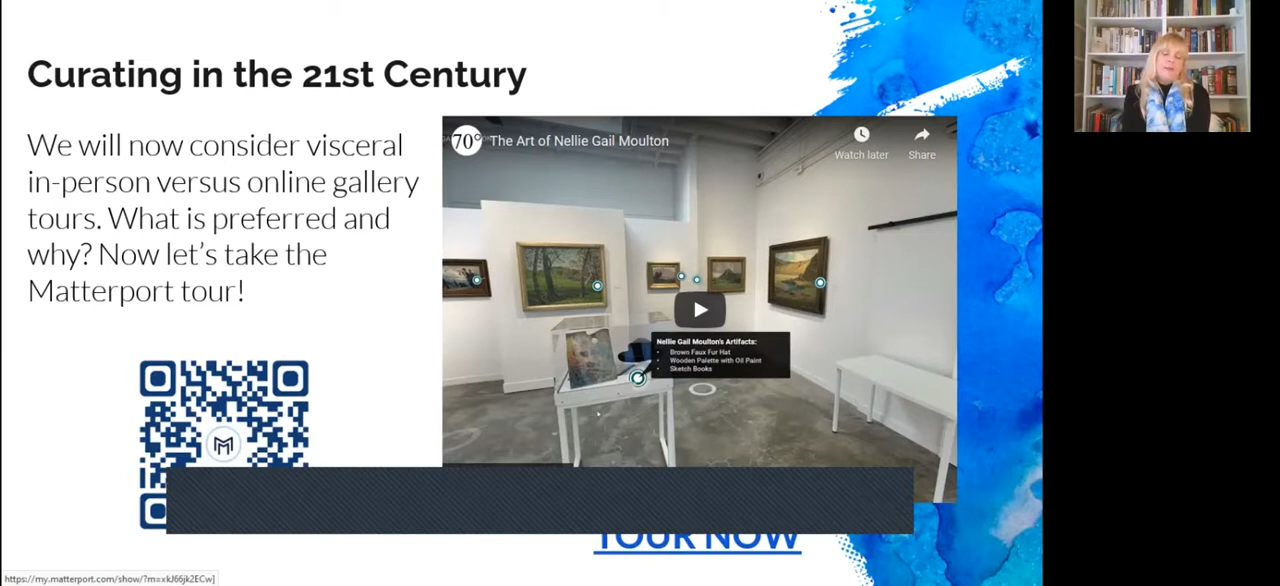 Curating in the 21st Century
We will now consider visceral
in-person versus online gallery
tours. What is preferred and
why? Now let's take the
Matterport tour!
70°
The Art of Nellie Gail Moulton
Watch later
Share
Nellie Gail Moulton's Artifacts:
• Brown Faux Fur Hat
• Wooden Palette with Oil Paint
• Sketch Books
M
TOUR NOW
https://my.matterport.com/show/?m=xkJ66jk2ECw]